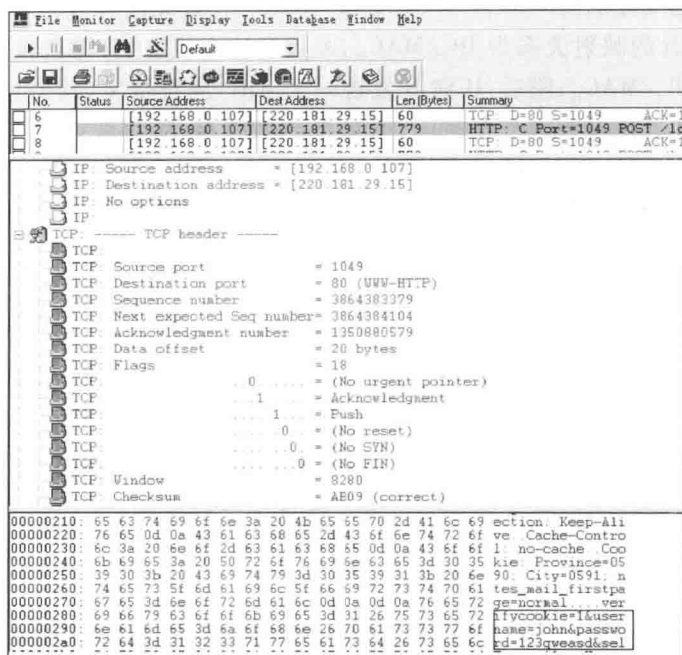 File Monitor Capture Display Tools Database Window Help
Default
No. Status Source Address Dest Address Len (Bytes) Summary
6 [192.168.0.107] [220.181.29.15] 60 TCP: D=80 S=1049 ACK=1
7 [192.168.0.107] [220.181.29.15] 779 HTTP: C Port=1049 POST /lo
8 [192.168.0.107] [220.181.29.15] 60 TCP: D=80 S=1049 ACK=1
IP: Source address = [192.168.0.107]
IP: Destination address = [220.181.29.15]
IP: No options
IP:
TCP: ----- TCP header -----
TCP:
TCP: Source port = 1049
TCP: Destination port = 80 (WWW-HTTP)
TCP: Sequence number = 3864383379
TCP: Next expected Seq number= 3864384104
TCP: Acknowledgment number = 1350880579
TCP: Data offset = 20 bytes
TCP: Flags = 18
TCP: ..0. .... = (No urgent pointer)
TCP: ...1 .... = Acknowledgment
TCP: .... 1... = Push
TCP: .... .0.. = (No reset)
TCP: .... ..0. = (No SYN)
TCP: .... ...0 = (No FIN)
TCP: Window = 8280
TCP: Checksum = AB09 (correct)
00000210: 65 63 74 69 6f 6e 3a 20 4b 65 65 70 2d 41 6c 69 ection: Keep-Ali
00000220: 76 65 0d 0a 43 61 63 68 65 2d 43 6f 6e 74 72 6f ve..Cache-Contro
00000230: 6c 3a 20 6e 6f 2d 63 61 63 68 65 0d 0a 43 6f 6f l: no-cache..Coo
00000240: 6b 69 65 3a 20 50 72 6f 76 69 6e 63 65 3d 30 35 kie: Province=05
00000250: 39 30 3b 20 43 69 74 79 3d 30 35 39 31 3b 20 6e 90; City=0591; n
00000260: 74 65 73 5f 6d 61 69 6c 5f 66 69 72 73 74 70 61 tes_mail_firstpa
00000270: 67 65 3d 6e 6f 72 6d 61 6c 0d 0a 0d 0a 76 65 72 ge=normal....ver
00000280: 69 66 79 63 6f 6f 6b 69 65 3d 31 26 75 73 65 72 ifycookie=1&user
00000290: 6e 61 6d 65 3d 6a 6f 68 6e 26 70 61 73 73 77 6f name=john&passwo
000002a0: 72 64 3d 31 32 33 71 77 65 61 73 64 26 73 65 6c rd=123qweasd&sel